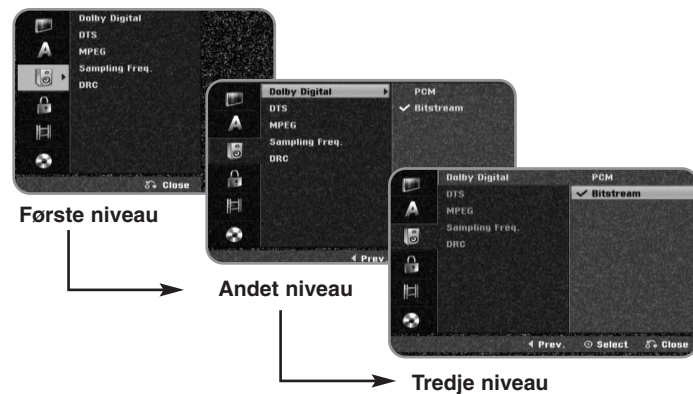 Dolby Digital
DTS
MPEG
Sampling Freq.
DRC
Close
Første niveau
Dolby Digital
PCM
DTS
✓ Bitstream
MPEG
Sampling Freq.
DRC
Prev.
Andet niveau
Dolby Digital
PCM
DTS
✓ Bitstream
MPEG
Sampling Freq.
DRC
Prev. Select Close
Tredje niveau